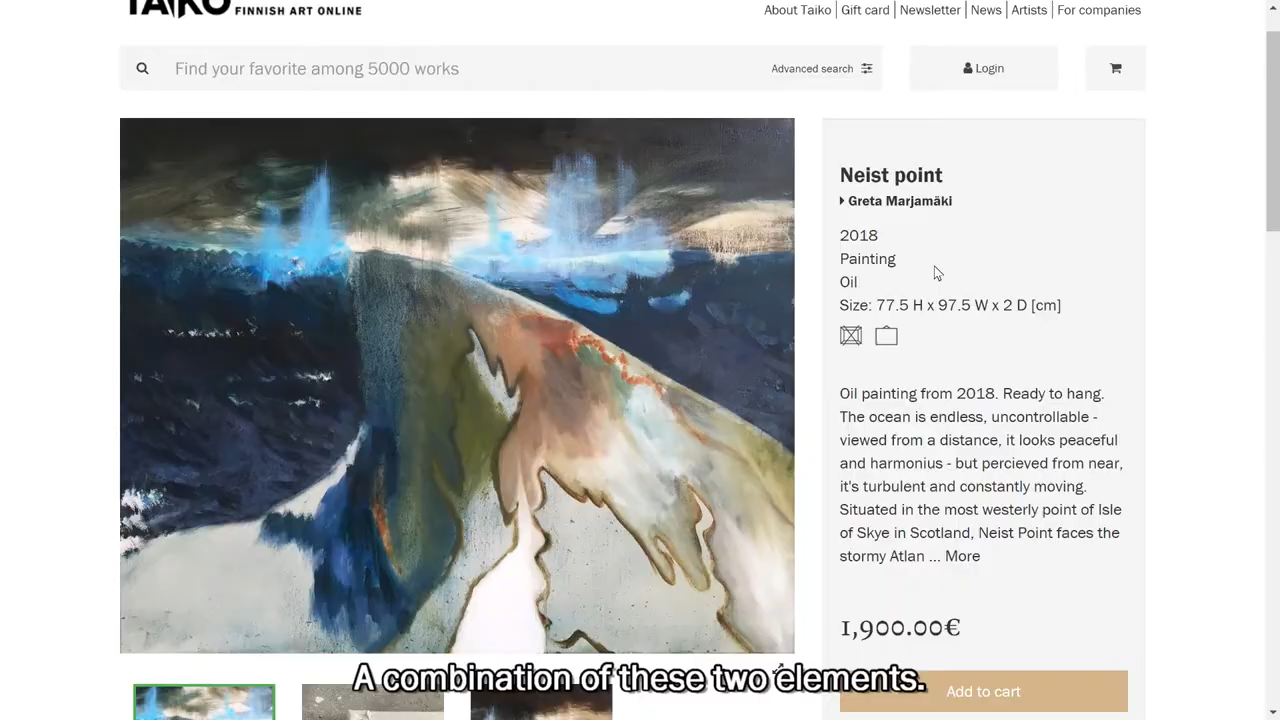 TAIKO FINNISH ART ONLINE
About Taiko | Gift card | Newsletter | News | Artists | For companies
Find your favorite among 5000 works
Advanced search
Login
Neist point
Greta Marjamäki
2018
Painting
Oil
Size: 77.5 H x 97.5 W x 2 D [cm]
Oil painting from 2018. Ready to hang.
The ocean is endless, uncontrollable -
viewed from a distance, it looks peaceful
and harmonius - but percieved from near,
it's turbulent and constantly moving.
Situated in the most westerly point of Isle
of Skye in Scotland, Neist Point faces the
stormy Atlan ... More
1,900.00€
Add to cart
A combination of these two elements.